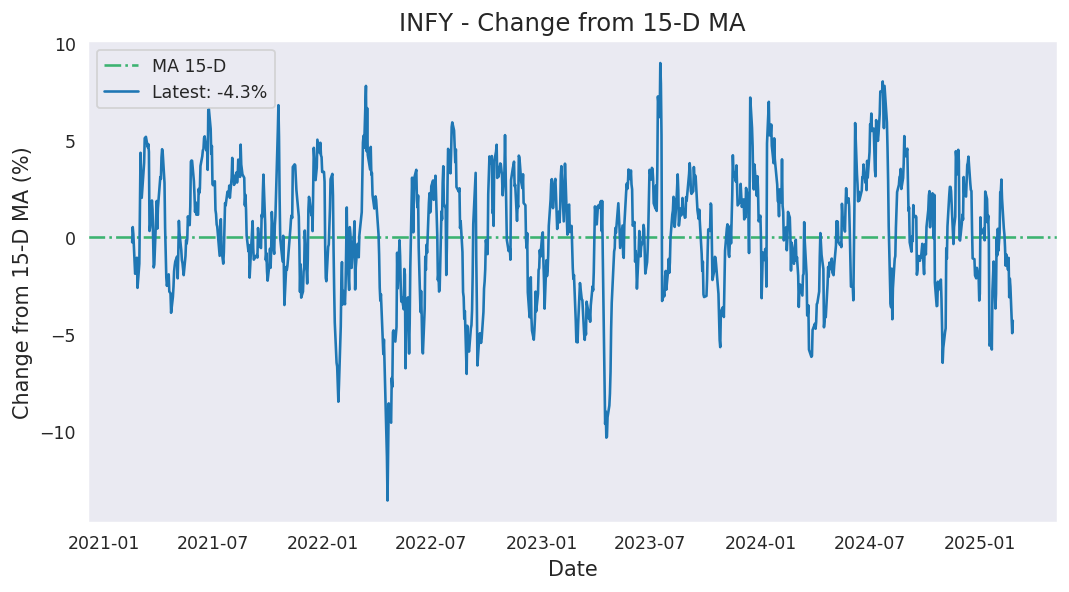 INFY - Change from 15-D MA
MA 15-D
Latest: -4.3%
Change from 15-D MA (%)
10
5
0
−5
−10
2021-01 2021-07 2022-01 2022-07 2023-01 2023-07 2024-01 2024-07 2025-01
Date